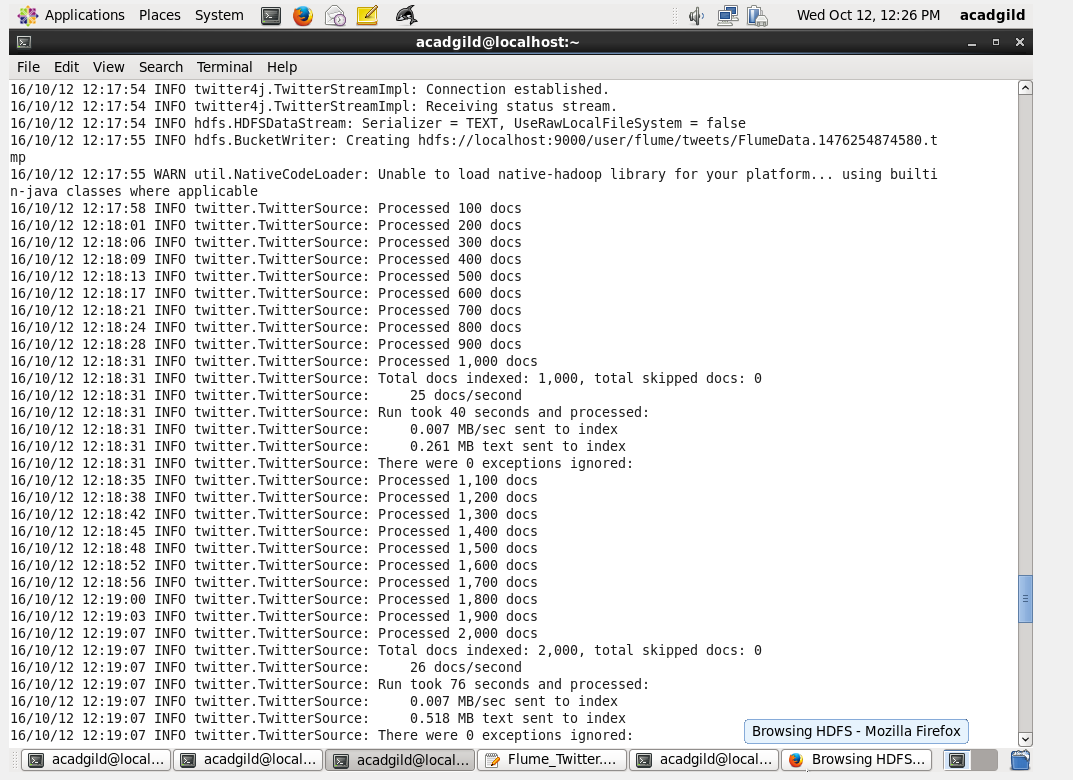 Applications Places System Wed Oct 12, 12:26 PM acadgild
acadgild@localhost:~
File Edit View Search Terminal Help
16/10/12 12:17:54 INFO twitter4j.TwitterStreamImpl: Connection established.
16/10/12 12:17:54 INFO twitter4j.TwitterStreamImpl: Receiving status stream.
16/10/12 12:17:54 INFO hdfs.HDFSDataStream: Serializer = TEXT, UseRawLocalFileSystem = false
16/10/12 12:17:55 INFO hdfs.BucketWriter: Creating hdfs://localhost:9000/user/flume/tweets/FlumeData.1476254874580.t
mp
16/10/12 12:17:55 WARN util.NativeCodeLoader: Unable to load native-hadoop library for your platform... using builti
n-java classes where applicable
16/10/12 12:17:58 INFO twitter.TwitterSource: Processed 100 docs
16/10/12 12:18:01 INFO twitter.TwitterSource: Processed 200 docs
16/10/12 12:18:06 INFO twitter.TwitterSource: Processed 300 docs
16/10/12 12:18:09 INFO twitter.TwitterSource: Processed 400 docs
16/10/12 12:18:13 INFO twitter.TwitterSource: Processed 500 docs
16/10/12 12:18:17 INFO twitter.TwitterSource: Processed 600 docs
16/10/12 12:18:21 INFO twitter.TwitterSource: Processed 700 docs
16/10/12 12:18:24 INFO twitter.TwitterSource: Processed 800 docs
16/10/12 12:18:28 INFO twitter.TwitterSource: Processed 900 docs
16/10/12 12:18:31 INFO twitter.TwitterSource: Processed 1,000 docs
16/10/12 12:18:31 INFO twitter.TwitterSource: Total docs indexed: 1,000, total skipped docs: 0
16/10/12 12:18:31 INFO twitter.TwitterSource:     25 docs/second
16/10/12 12:18:31 INFO twitter.TwitterSource: Run took 40 seconds and processed:
16/10/12 12:18:31 INFO twitter.TwitterSource:     0.007 MB/sec sent to index
16/10/12 12:18:31 INFO twitter.TwitterSource:     0.261 MB text sent to index
16/10/12 12:18:31 INFO twitter.TwitterSource: There were 0 exceptions ignored:
16/10/12 12:18:35 INFO twitter.TwitterSource: Processed 1,100 docs
16/10/12 12:18:38 INFO twitter.TwitterSource: Processed 1,200 docs
16/10/12 12:18:42 INFO twitter.TwitterSource: Processed 1,300 docs
16/10/12 12:18:45 INFO twitter.TwitterSource: Processed 1,400 docs
16/10/12 12:18:48 INFO twitter.TwitterSource: Processed 1,500 docs
16/10/12 12:18:52 INFO twitter.TwitterSource: Processed 1,600 docs
16/10/12 12:18:56 INFO twitter.TwitterSource: Processed 1,700 docs
16/10/12 12:19:00 INFO twitter.TwitterSource: Processed 1,800 docs
16/10/12 12:19:03 INFO twitter.TwitterSource: Processed 1,900 docs
16/10/12 12:19:07 INFO twitter.TwitterSource: Processed 2,000 docs
16/10/12 12:19:07 INFO twitter.TwitterSource: Total docs indexed: 2,000, total skipped docs: 0
16/10/12 12:19:07 INFO twitter.TwitterSource:     26 docs/second
16/10/12 12:19:07 INFO twitter.TwitterSource: Run took 76 seconds and processed:
16/10/12 12:19:07 INFO twitter.TwitterSource:     0.007 MB/sec sent to index
16/10/12 12:19:07 INFO twitter.TwitterSource:     0.518 MB text sent to index
16/10/12 12:19:07 INFO twitter.TwitterSource: There were 0 exceptions ignored:
Browsing HDFS - Mozilla Firefox
acadgild@local... acadgild@local... acadgild@local... Flume_Twitter.... acadgild@local... Browsing HDFS...